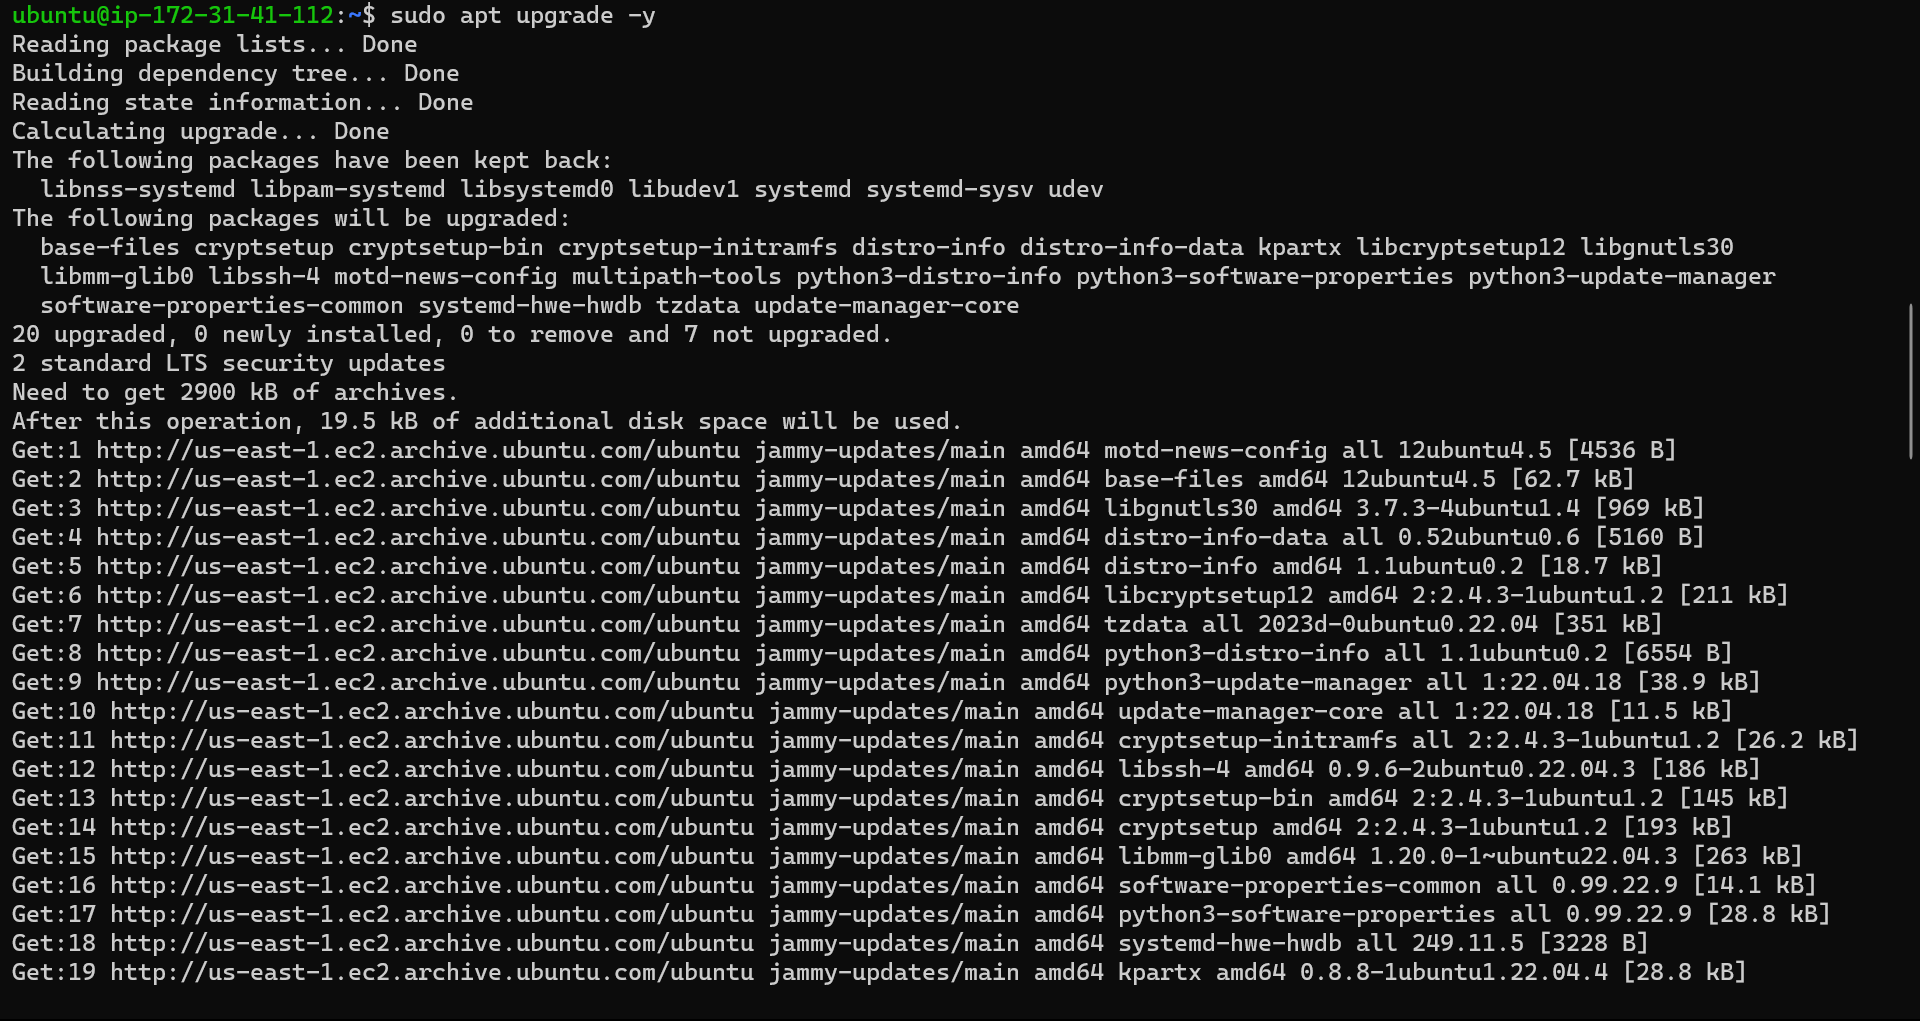 ubuntu@ip-172-31-41-112:~$ sudo apt upgrade -y
Reading package lists... Done
Building dependency tree... Done
Reading state information... Done
Calculating upgrade... Done
The following packages have been kept back:
  libnss-systemd libpam-systemd libsystemd0 libudev1 systemd systemd-sysv udev
The following packages will be upgraded:
  base-files cryptsetup cryptsetup-bin cryptsetup-initramfs distro-info distro-info-data kpartx libcryptsetup12 libgnutls30
  libmm-glib0 libssh-4 motd-news-config multipath-tools python3-distro-info python3-software-properties python3-update-manager
  software-properties-common systemd-hwe-hwdb tzdata update-manager-core
20 upgraded, 0 newly installed, 0 to remove and 7 not upgraded.
2 standard LTS security updates
Need to get 2900 kB of archives.
After this operation, 19.5 kB of additional disk space will be used.
Get:1 http://us-east-1.ec2.archive.ubuntu.com/ubuntu jammy-updates/main amd64 motd-news-config all 12ubuntu4.5 [4536 B]
Get:2 http://us-east-1.ec2.archive.ubuntu.com/ubuntu jammy-updates/main amd64 base-files amd64 12ubuntu4.5 [62.7 kB]
Get:3 http://us-east-1.ec2.archive.ubuntu.com/ubuntu jammy-updates/main amd64 libgnutls30 amd64 3.7.3-4ubuntu1.4 [969 kB]
Get:4 http://us-east-1.ec2.archive.ubuntu.com/ubuntu jammy-updates/main amd64 distro-info-data all 0.52ubuntu0.6 [5160 B]
Get:5 http://us-east-1.ec2.archive.ubuntu.com/ubuntu jammy-updates/main amd64 distro-info amd64 1.1ubuntu0.2 [18.7 kB]
Get:6 http://us-east-1.ec2.archive.ubuntu.com/ubuntu jammy-updates/main amd64 libcryptsetup12 amd64 2:2.4.3-1ubuntu1.2 [211 kB]
Get:7 http://us-east-1.ec2.archive.ubuntu.com/ubuntu jammy-updates/main amd64 tzdata all 2023d-0ubuntu0.22.04 [351 kB]
Get:8 http://us-east-1.ec2.archive.ubuntu.com/ubuntu jammy-updates/main amd64 python3-distro-info all 1.1ubuntu0.2 [6554 B]
Get:9 http://us-east-1.ec2.archive.ubuntu.com/ubuntu jammy-updates/main amd64 python3-update-manager all 1:22.04.18 [38.9 kB]
Get:10 http://us-east-1.ec2.archive.ubuntu.com/ubuntu jammy-updates/main amd64 update-manager-core all 1:22.04.18 [11.5 kB]
Get:11 http://us-east-1.ec2.archive.ubuntu.com/ubuntu jammy-updates/main amd64 cryptsetup-initramfs all 2:2.4.3-1ubuntu1.2 [26.2 kB]
Get:12 http://us-east-1.ec2.archive.ubuntu.com/ubuntu jammy-updates/main amd64 libssh-4 amd64 0.9.6-2ubuntu0.22.04.3 [186 kB]
Get:13 http://us-east-1.ec2.archive.ubuntu.com/ubuntu jammy-updates/main amd64 cryptsetup-bin amd64 2:2.4.3-1ubuntu1.2 [145 kB]
Get:14 http://us-east-1.ec2.archive.ubuntu.com/ubuntu jammy-updates/main amd64 cryptsetup amd64 2:2.4.3-1ubuntu1.2 [193 kB]
Get:15 http://us-east-1.ec2.archive.ubuntu.com/ubuntu jammy-updates/main amd64 libmm-glib0 amd64 1.20.0-1~ubuntu22.04.3 [263 kB]
Get:16 http://us-east-1.ec2.archive.ubuntu.com/ubuntu jammy-updates/main amd64 software-properties-common all 0.99.22.9 [14.1 kB]
Get:17 http://us-east-1.ec2.archive.ubuntu.com/ubuntu jammy-updates/main amd64 python3-software-properties all 0.99.22.9 [28.8 kB]
Get:18 http://us-east-1.ec2.archive.ubuntu.com/ubuntu jammy-updates/main amd64 systemd-hwe-hwdb all 249.11.5 [3228 B]
Get:19 http://us-east-1.ec2.archive.ubuntu.com/ubuntu jammy-updates/main amd64 kpartx amd64 0.8.8-1ubuntu1.22.04.4 [28.8 kB]